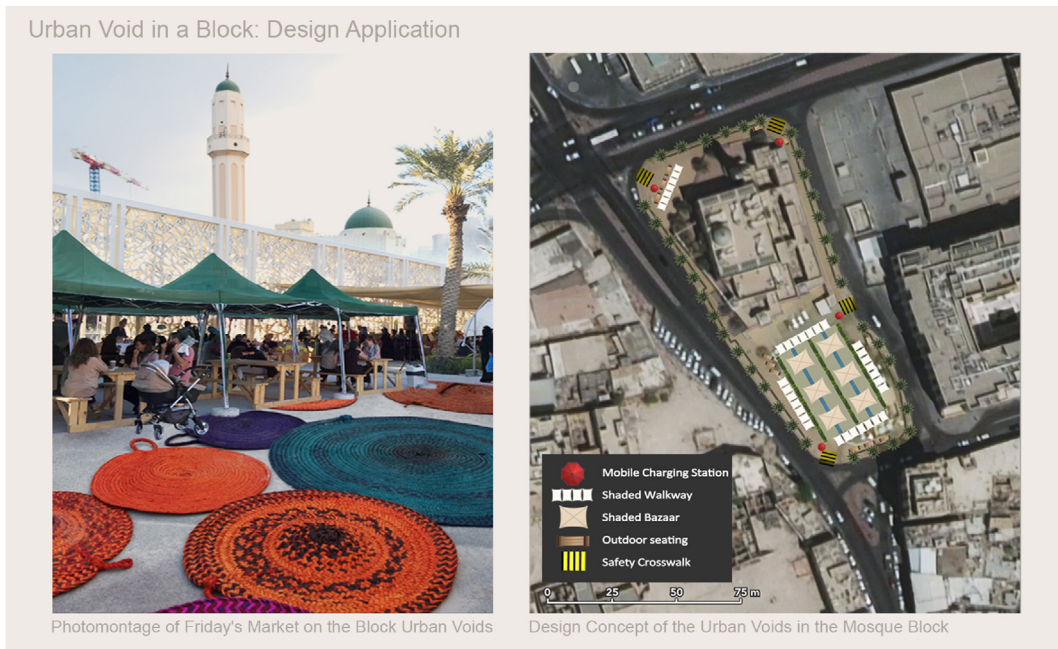 Urban Void in a Block: Design Application
Mobile Charging Station
Shaded Walkway
Shaded Bazaar
Outdoor seating
Safety Crosswalk
0 25 50 75 m
Photomontage of Friday's Market on the Block Urban Voids
Design Concept of the Urban Voids in the Mosque Block